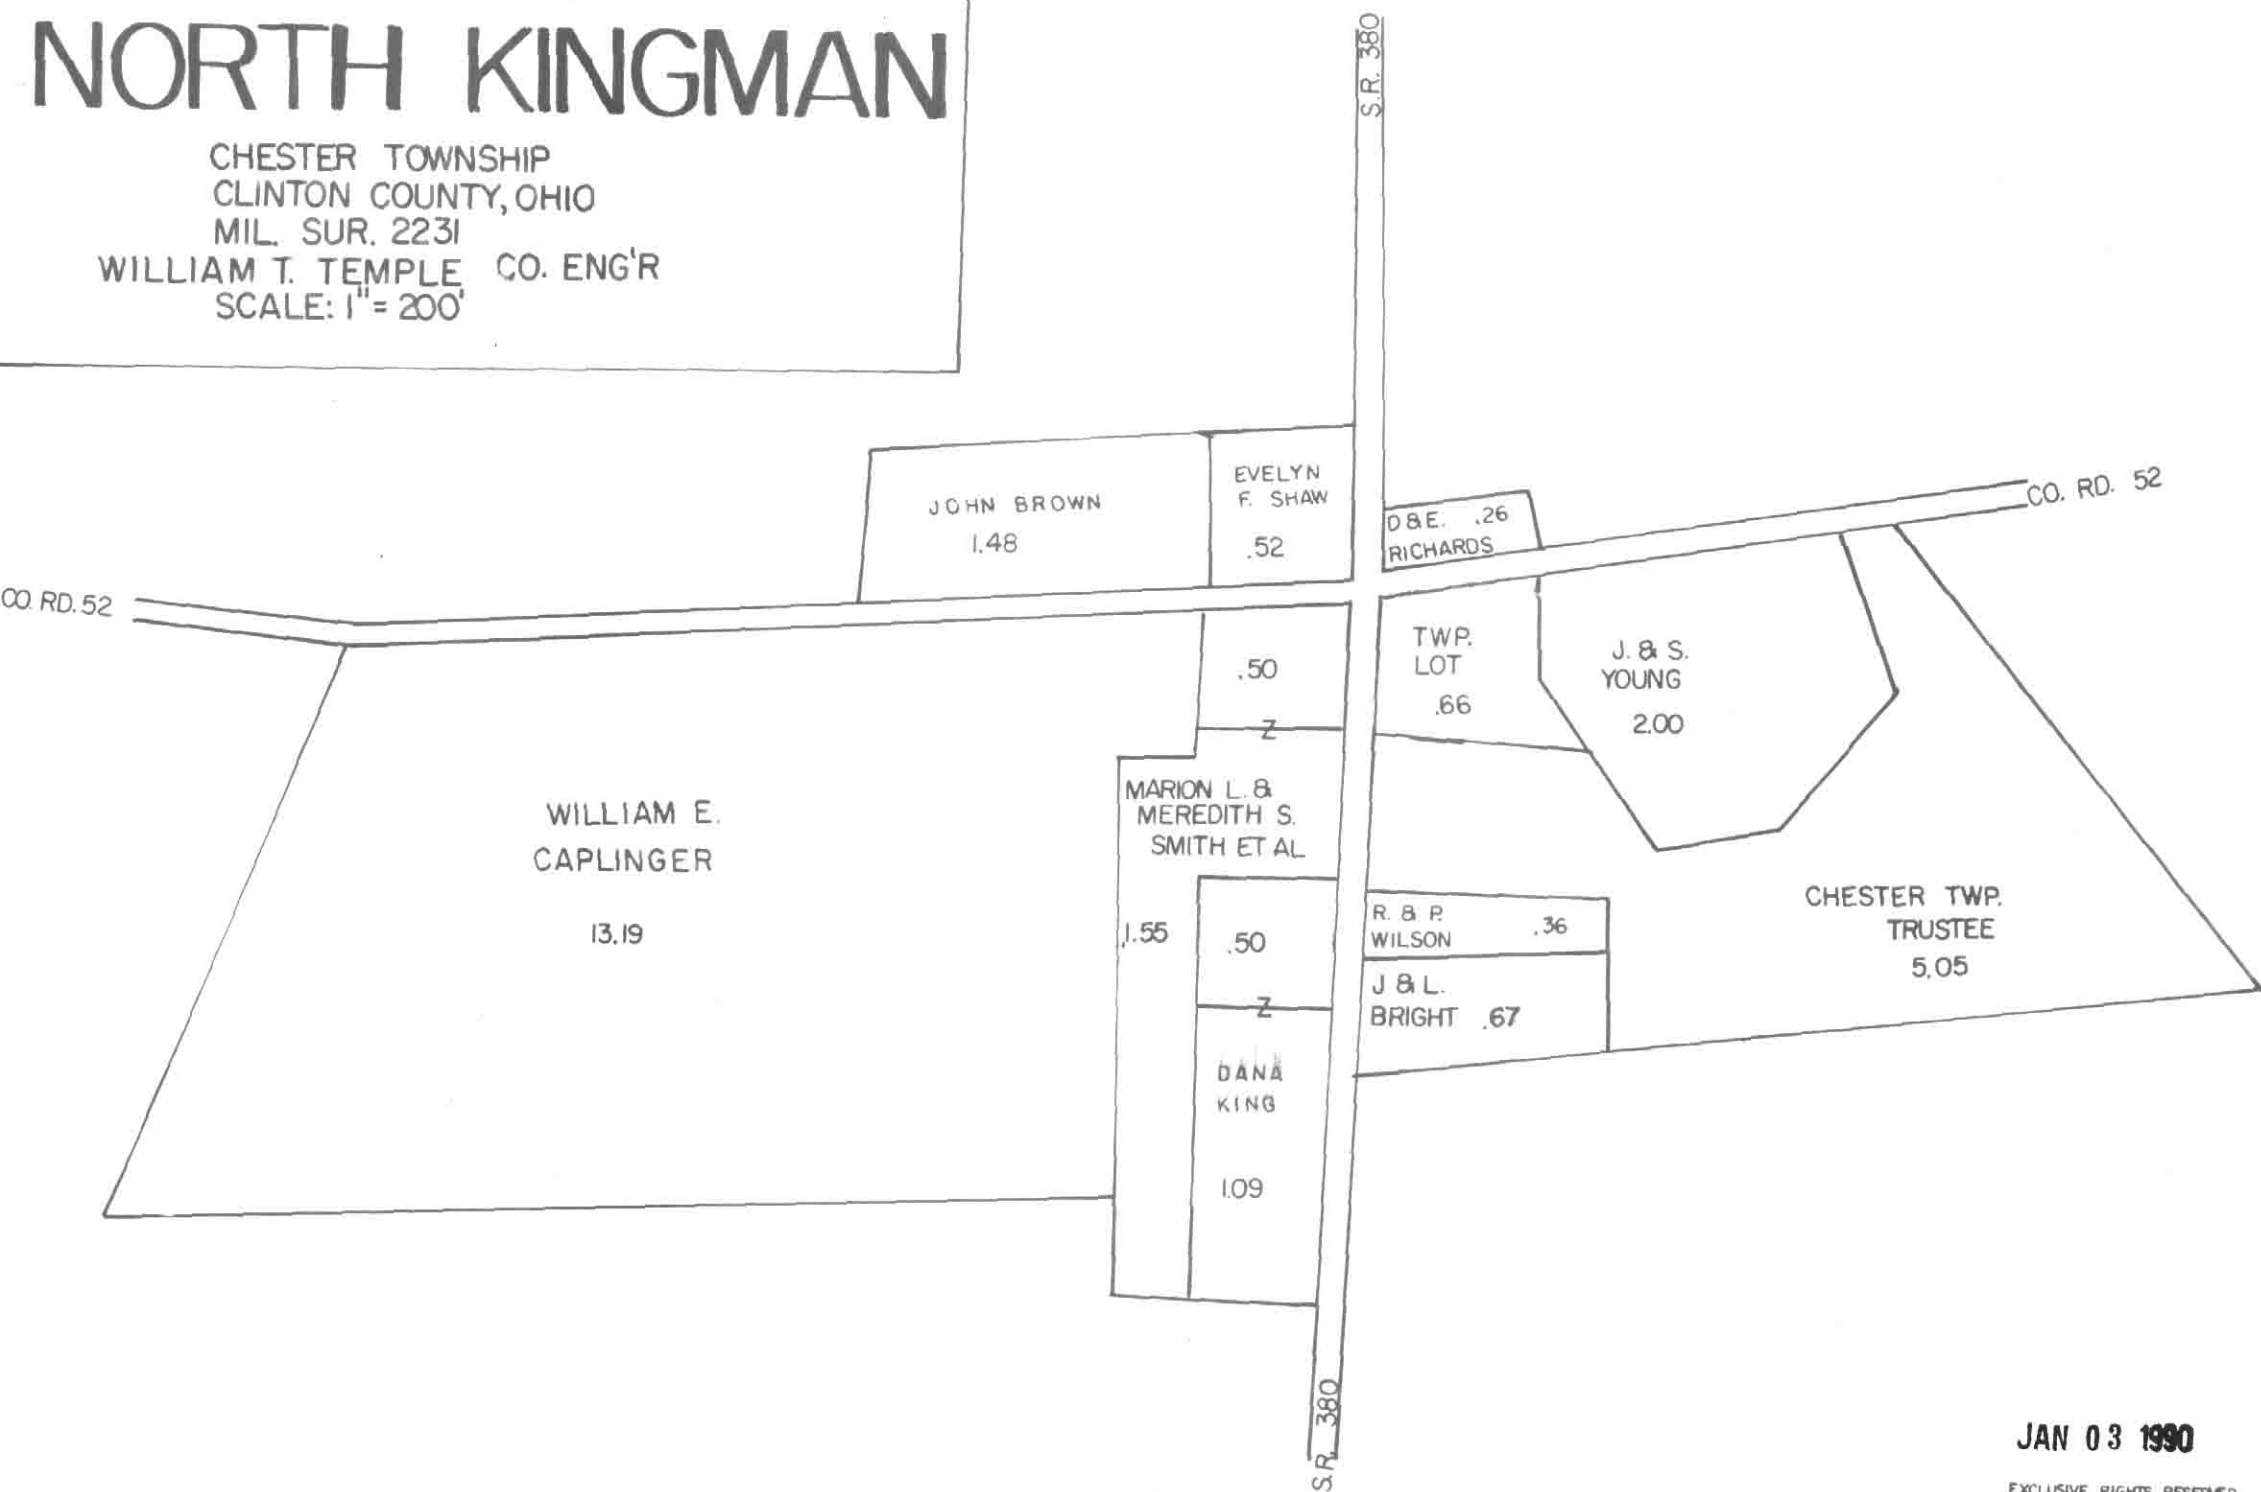 NORTH KINGMAN
CHESTER TOWNSHIP
CLINTON COUNTY, OHIO
MIL. SUR. 2231
WILLIAM T. TEMPLE CO. ENG'R
SCALE: 1" = 200'
S.R. 380
JOHN BROWN
1.48
EVELYN
F. SHAW
.52
D & E. .26
RICHARDS
CO. RD. 52
CO. RD. 52
.50
Z
TWP.
LOT
.66
J. & S.
YOUNG
2.00
WILLIAM E.
CAPLINGER
13.19
MARION L. &
MEREDITH S.
SMITH ET AL
1.55
.50
Z
R. & P.
WILSON .36
J & L.
BRIGHT .67
CHESTER TWP.
TRUSTEE
5.05
DANA
KING
1.09
S.R. 380
JAN 03 1990
EXCLUSIVE RIGHTS RESERVED